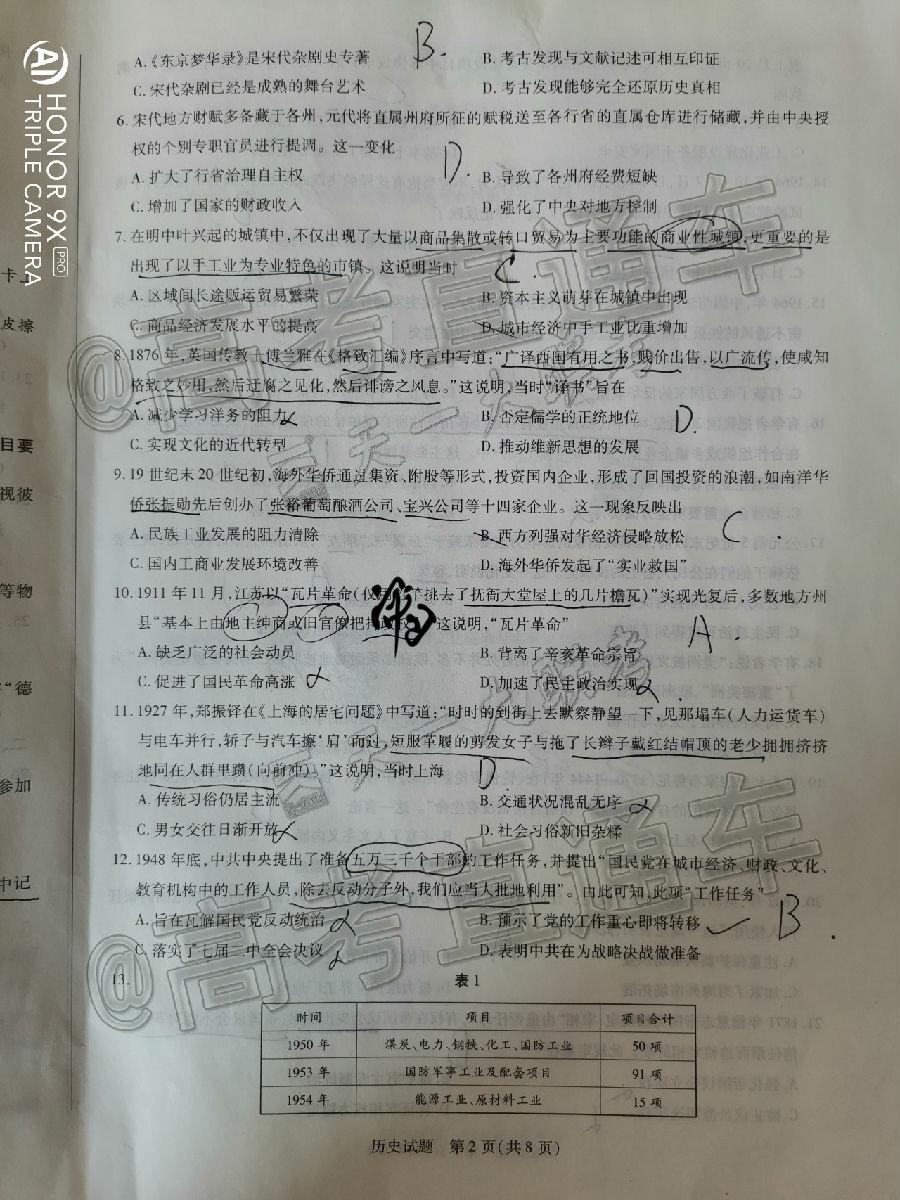 A.《东京梦华录》是宋代杂剧史专著 B.考古发现与文献记述可相互印证
B.
C.宋代杂剧已经是成熟的舞台艺术 D.考古发现能够完全还原历史真相
6.宋代地方财赋多条藏于各州,元代将直属州府所征的赋税送至各行省的直属仓库进行储藏,并由中央授
权的个别专职官员进行提调。这一变化
D.
A.扩大了行省治理自主权 B.导致了各州府经费短缺
C.增加了国家的财政收入 D.强化了中央对地方控制
7.在明中叶兴起的城镇中,不仅出现了大量以商品集散或转口贸易为主要功能的商业性城镇,更重要的是
出现了以手工业为专业特色的市镇。这说明当时
C.
A.区域间长途贩运贸易繁荣 B.资本主义萌芽在城镇中出现
C.商品经济发展水平的提高 D.城市经济中手工业比重增加
8.1876年,英国传教士傅兰雅在《格致汇编》序言中写道:“广译西国有用之书,贱价出售,以广流传,使咸知
格致之妙用,然后迂腐之见化,然后诽谤之风息。”这说明,当时“译书”旨在
A.减少学习洋务的阻力 B.否定儒学的正统地位
D.
C.实现文化的近代转型 D.推动维新思想的发展
9.19世纪末20世纪初,海外华侨通过集资、附股等形式,投资国内企业,形成了回国投资的浪潮,如南洋华
侨张振勋先后创办了张裕葡萄酿酒公司、宝兴公司等十四家企业。这一现象反映出
A.民族工业发展的阻力清除 B.西方列强对华经济侵略放松
C.
C.国内工商业发展环境改善 D.海外华侨发起了“实业救国”
10.1911年11月,江苏以“瓦片革命(仅用 挑去了抚衙大堂屋上的几片檐瓦)”实现光复后,多数地方州
县“基本上由地主绅商或旧官僚把持政 这说明,“瓦片革命”
A.
A.缺乏广泛的社会动员 B.背离了辛亥革命宗旨
C.促进了国民革命高涨 D.加速了民主政治实现
11.1927年,郑振铎在《上海的居宅问题》中写道:“时时的到街上去默察静望一下,见那塌车(人力运货车)
与电车并行,轿子与汽车擦‘肩’而过,短服革履的剪发女子与拖了长辫子戴红结帽顶的老少拥拥挤挤
地同在人群里躜(向前冲)。”这说明,当时上海
D
A.传统习俗仍居主流 B.交通状况混乱无序
C.男女交往日渐开放 D.社会习俗新旧杂糅
12.1948年底,中共中央提出了准备五万三千个干部的工作任务,并提出“国民党在城市经济、财政、文化、
教育机构中的工作人员,除去反动分子外,我们应当大批地利用”。由此可知,此项“工作任务”
A.旨在瓦解国民党反动统治 B.预示了党的工作重心即将转移
B
C.落实了七届二中全会决议 D.表明中共在为战略决战做准备
13. 表1
时间 项目 项目合计
1950年 煤炭、电力、钢铁、化工、国防工业 50项
1953年 国防军事工业及配套项目 91项
1954年 能源工业、原材料工业 15项
历史试题 第2页(共8页)
HONOR 9X PRO
TRIPLE CAMERA
@高考直通车
@高考直通车
皮擦
目要
视彼
等物
“德
参加
中记